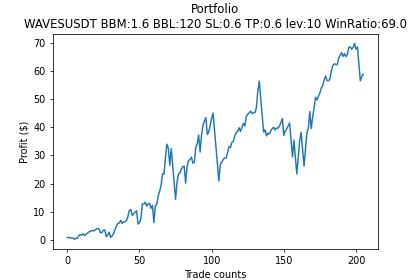 Portfolio
WAVESUSDT BBM:1.6 BBL:120 SL:0.6 TP:0.6 lev:10 WinRatio:69.0
70
60
50
40
30
20
10
0
Profit ($)
0 50 100 150 200
Trade counts